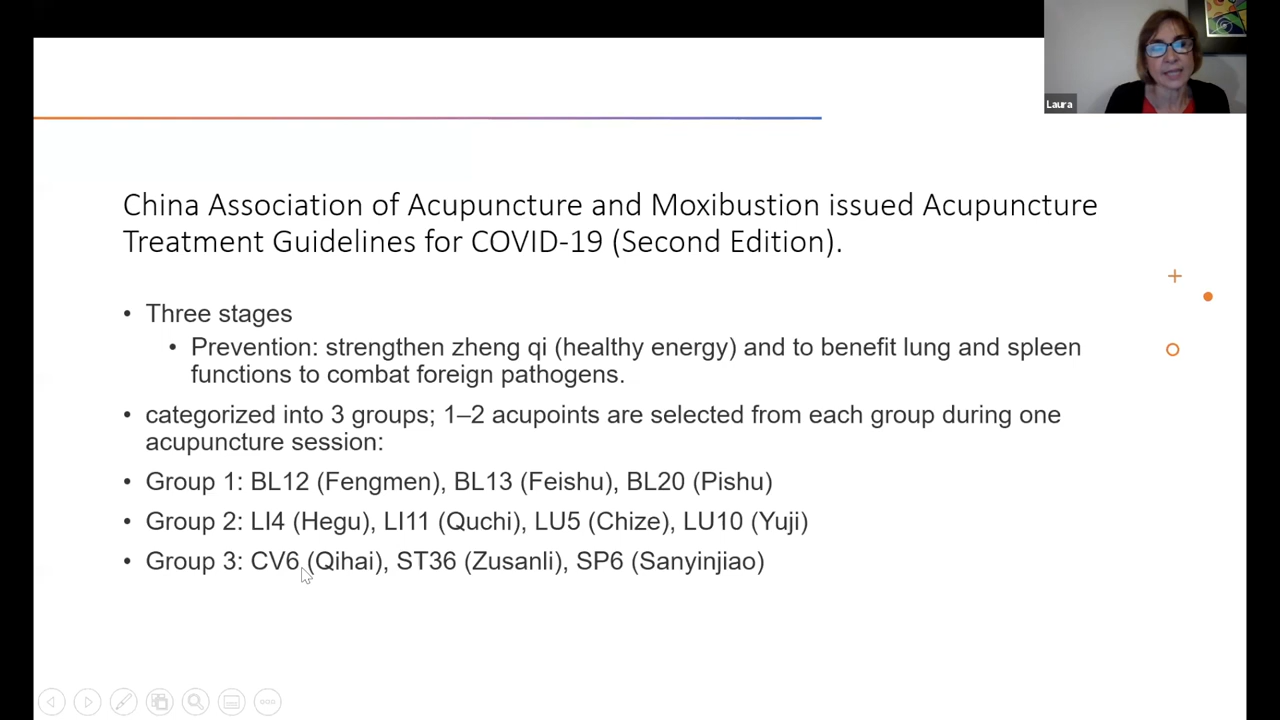 Laura
China Association of Acupuncture and Moxibustion issued Acupuncture
Treatment Guidelines for COVID-19 (Second Edition).
• Three stages
• Prevention: strengthen zheng qi (healthy energy) and to benefit lung and spleen
functions to combat foreign pathogens.
• categorized into 3 groups; 1–2 acupoints are selected from each group during one
acupuncture session:
• Group 1: BL12 (Fengmen), BL13 (Feishu), BL20 (Pishu)
• Group 2: LI4 (Hegu), LI11 (Quchi), LU5 (Chize), LU10 (Yuji)
• Group 3: CV6 (Qihai), ST36 (Zusanli), SP6 (Sanyinjiao)